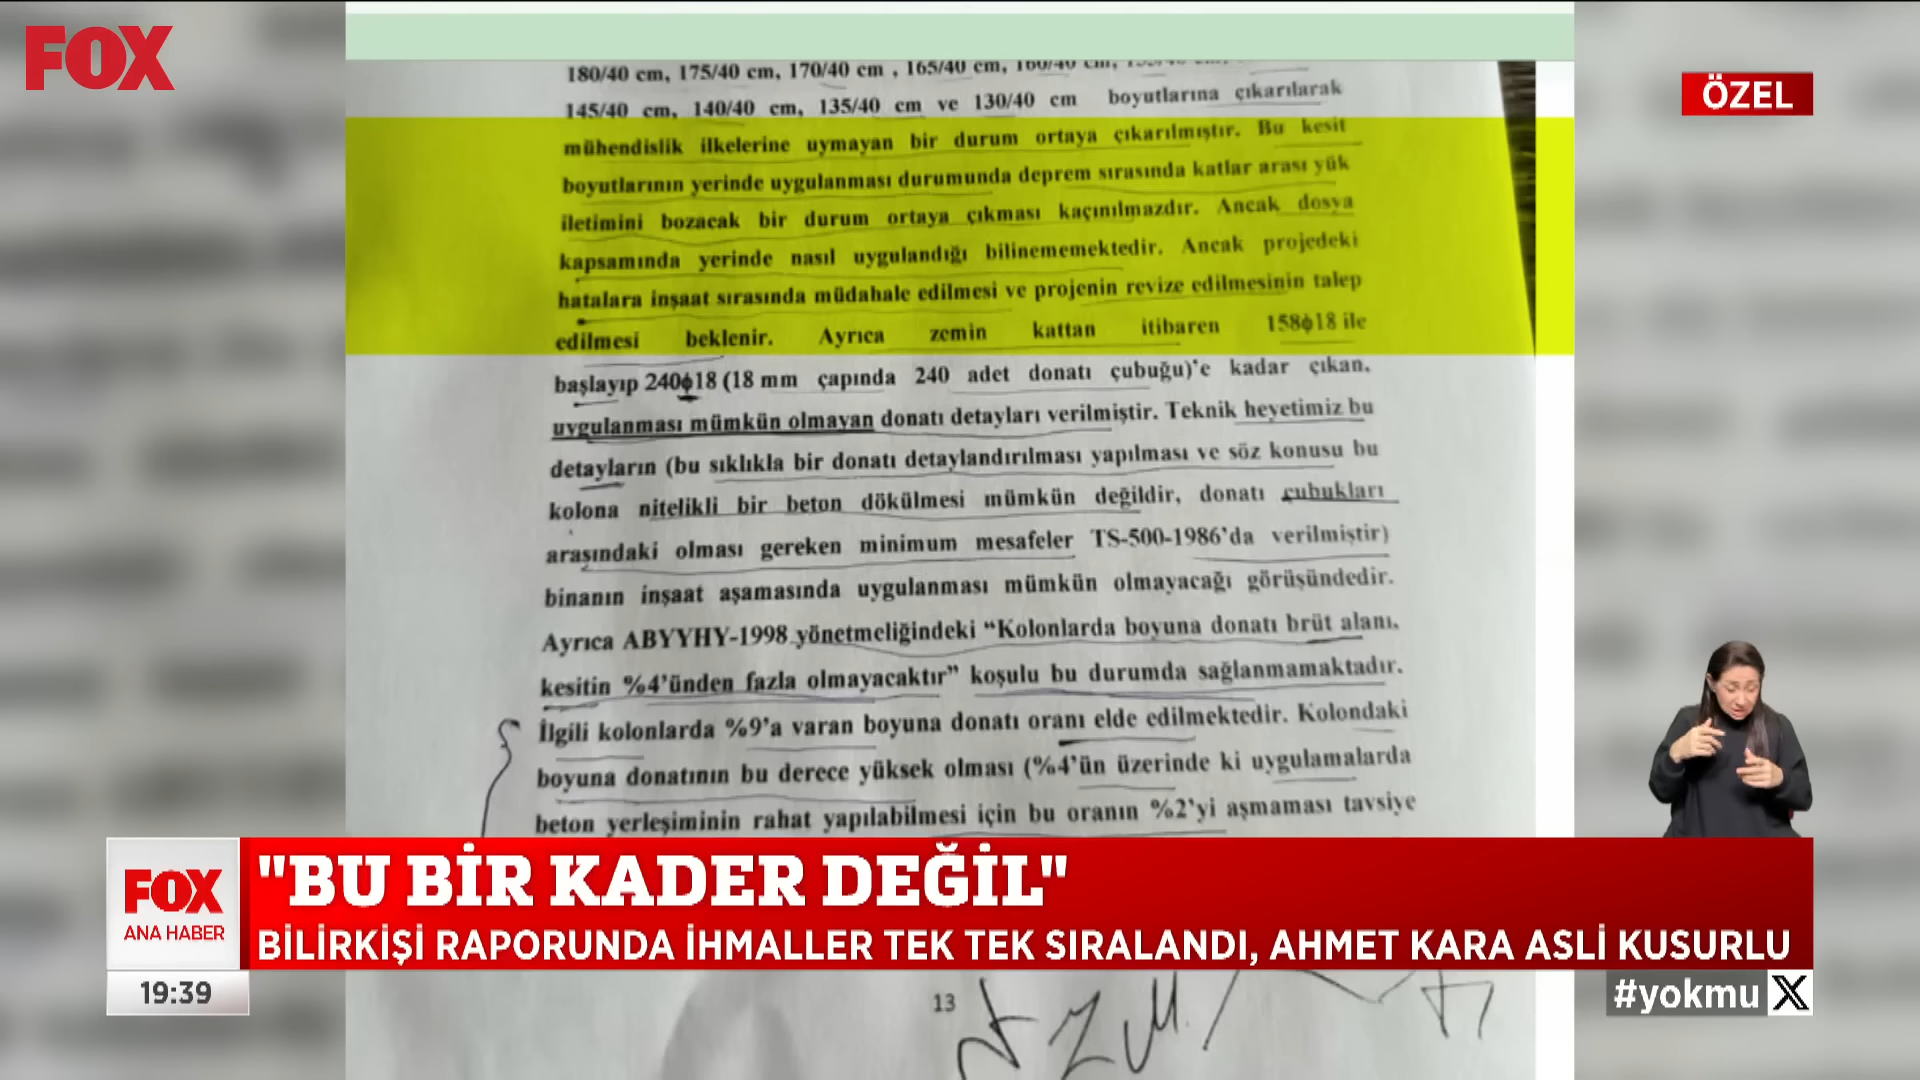 FOX
ÖZEL
180/40 cm, 175/40 cm, 170/40 cm , 165/40 cm, 160/40 cm,
145/40 cm, 140/40 cm, 135/40 cm ve 130/40 cm boyutlarına çıkarılarak
mühendislik ilkelerine uymayan bir durum ortaya çıkarılmıştır. Bu kesit
boyutlarının yerinde uygulanması durumunda deprem sırasında katlar arası yük
iletimini bozacak bir durum ortaya çıkması kaçınılmazdır. Ancak dosya
kapsamında yerinde nasıl uygulandığı bilinememektedir. Ancak projedeki
hatalara inşaat sırasında müdahale edilmesi ve projenin revize edilmesinin talep
edilmesi beklenir. Ayrıca zemin kattan itibaren 158ϕ18 ile
başlayıp 240ϕ18 (18 mm çapında 240 adet donatı çubuğu)'e kadar çıkan,
uygulanması mümkün olmayan donatı detayları verilmiştir. Teknik heyetimiz bu
detayların (bu sıklıkla bir donatı detaylandırılması yapılması ve söz konusu bu
kolona nitelikli bir beton dökülmesi mümkün değildir, donatı çubukları
arasındaki olması gereken minimum mesafeler TS-500-1986'da verilmiştir)
binanın inşaat aşamasında uygulanması mümkün olmayacağı görüşündedir.
Ayrıca ABYYHY-1998 yönetmeliğindeki “Kolonlarda boyuna donatı brüt alanı,
kesitin %4'ünden fazla olmayacaktır” koşulu bu durumda sağlanmamaktadır.
İlgili kolonlarda %9'a varan boyuna donatı oranı elde edilmektedir. Kolondaki
boyuna donatının bu derece yüksek olması (%4'ün üzerinde ki uygulamalarda
beton yerleşiminin rahat yapılabilmesi için bu oranın %2'yi aşmaması tavsiye
FOX
ANA HABER
"BU BİR KADER DEĞİL"
BİLİRKİŞİ RAPORUNDA İHMALLER TEK TEK SIRALANDI, AHMET KARA ASLİ KUSURLU
19:39
13
#yokmu X